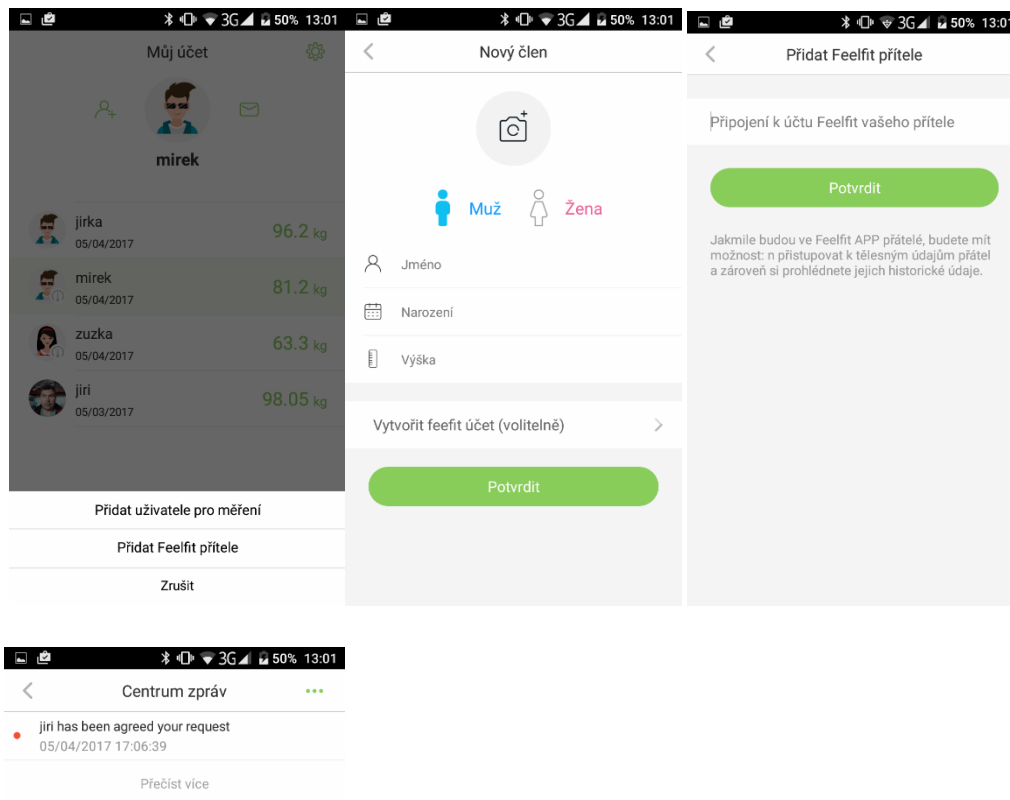 3G 50% 13:01
Můj účet
mirek
jirka
05/04/2017
96.2 kg
mirek
05/04/2017
81.2 kg
zuzka
05/04/2017
63.3 kg
jiri
05/03/2017
98.05 kg
Přidat uživatele pro měření
Přidat Feelfit přítele
Zrušit
3G 50% 13:01
Nový člen
Muž
Žena
Jméno
Narození
Výška
Vytvořit feefit účet (volitelně)
Potvrdit
3G 50% 13:01
Přidat Feelfit přítele
Připojení k účtu Feelfit vašeho přítele
Potvrdit
Jakmile budou ve Feelfit APP přátelé, budete mít
možnost: n přistupovat k tělesným údajům přátel
a zároveň si prohlédnete jejich historické údaje.
3G 50% 13:01
Centrum zpráv
jiri has been agreed your request
05/04/2017 17:06:39
Přečíst více